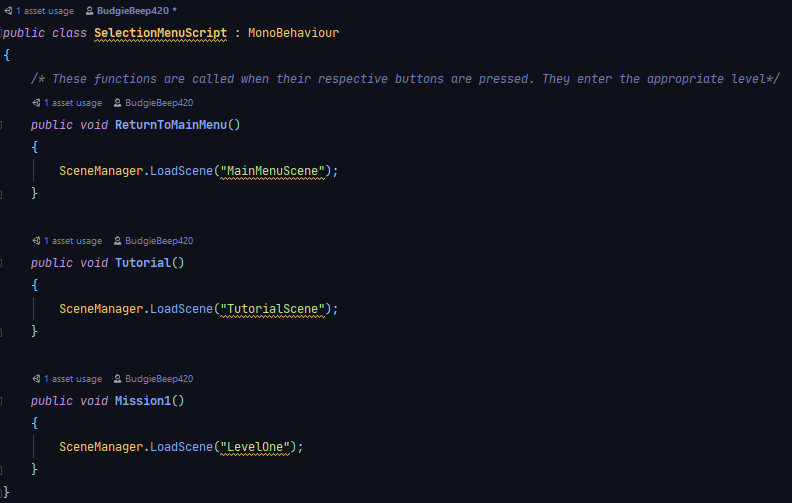 1 asset usage BudgieBeep420 *
public class SelectionMenuScript : MonoBehaviour
{
/* These functions are called when their respective buttons are pressed. They enter the appropriate level*/
1 asset usage BudgieBeep420
public void ReturnToMainMenu()
{
SceneManager.LoadScene("MainMenuScene");
}
1 asset usage BudgieBeep420
public void Tutorial()
{
SceneManager.LoadScene("TutorialScene");
}
1 asset usage BudgieBeep420
public void Mission1()
{
SceneManager.LoadScene("LevelOne");
}
}